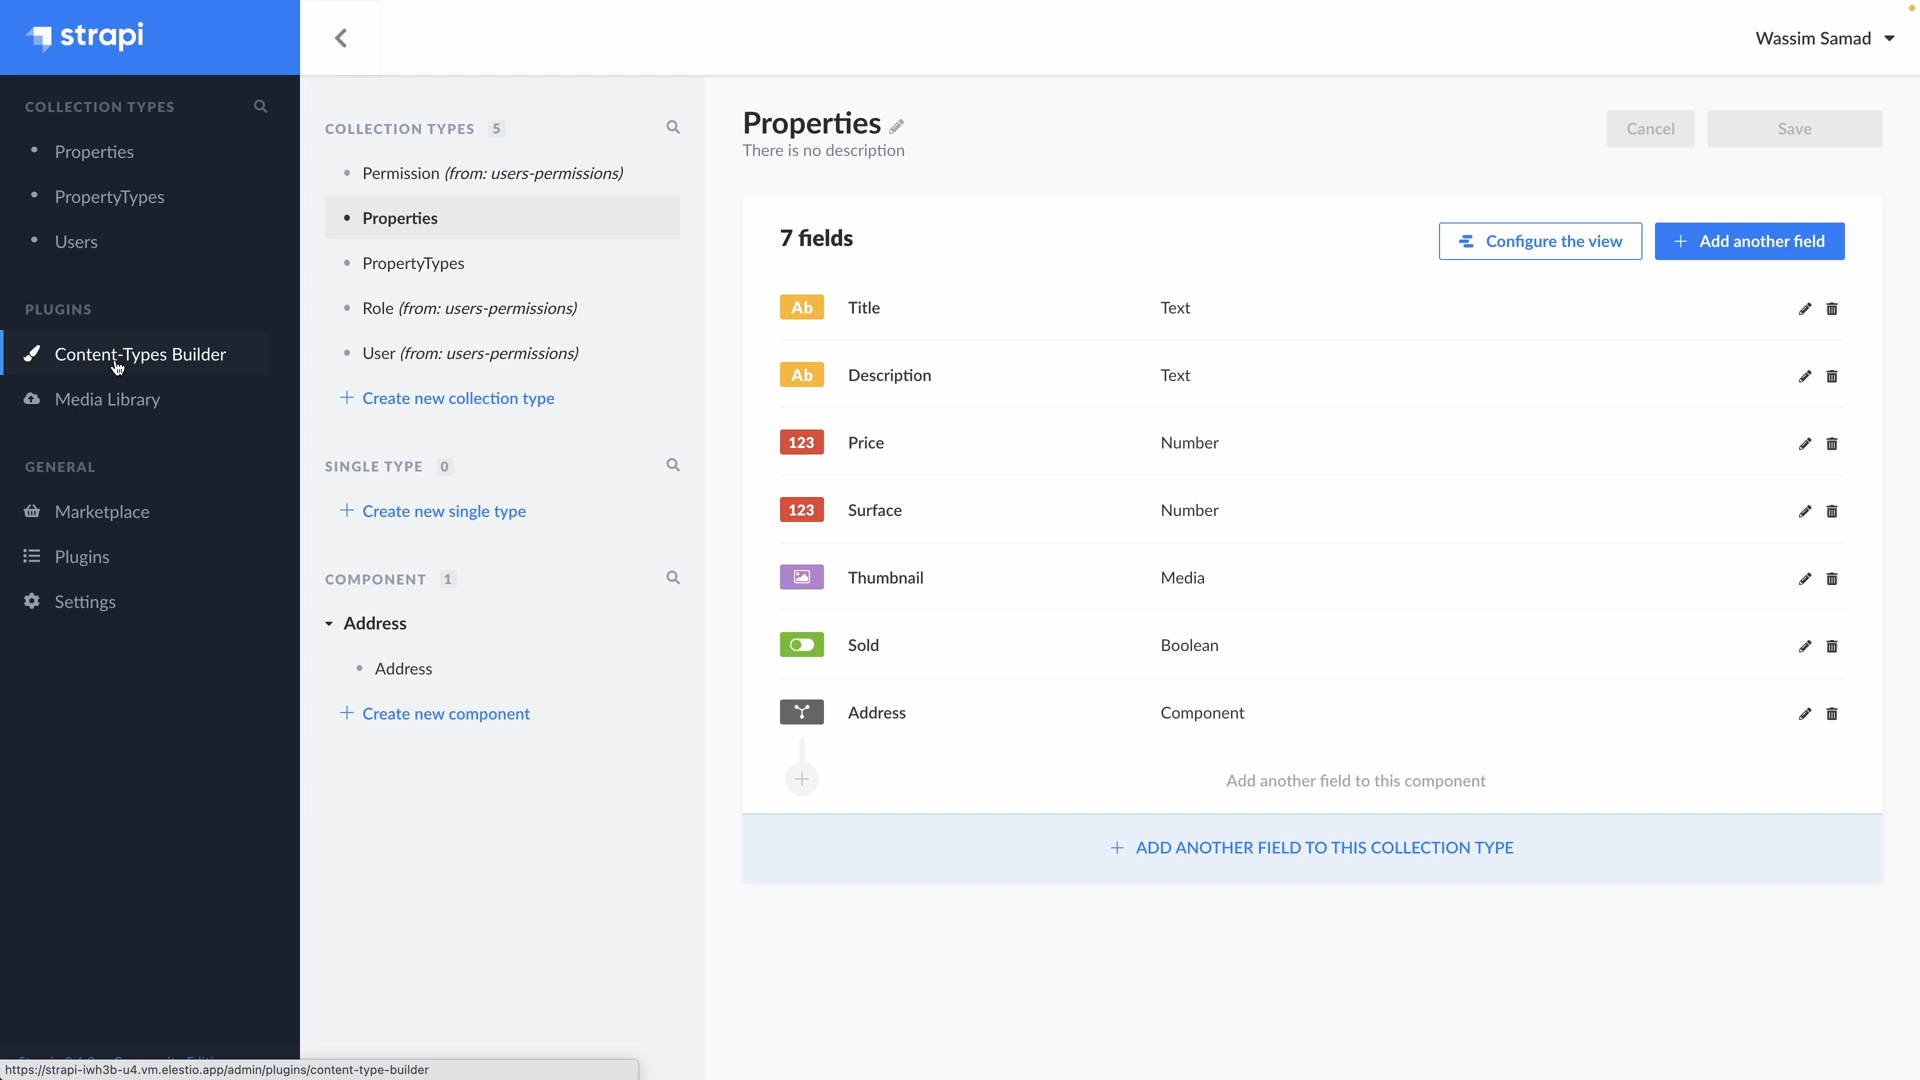 strapi
Wassim Samad
COLLECTION TYPES
Properties
PropertyTypes
Users
PLUGINS
Content-Types Builder
Media Library
GENERAL
Marketplace
Plugins
Settings
https://strapi-iwh3b-u4.vm.elestio.app/admin/plugins/content-type-builder
COLLECTION TYPES 5
Permission (from: users-permissions)
Properties
PropertyTypes
Role (from: users-permissions)
User (from: users-permissions)
Create new collection type
SINGLE TYPE 0
Create new single type
COMPONENT 1
Address
Address
Create new component
Properties
There is no description
Cancel Save
7 fields
Configure the view
Add another field
Ab Title Text
Ab Description Text
123 Price Number
123 Surface Number
Thumbnail Media
Sold Boolean
Address Component
Add another field to this component
ADD ANOTHER FIELD TO THIS COLLECTION TYPE